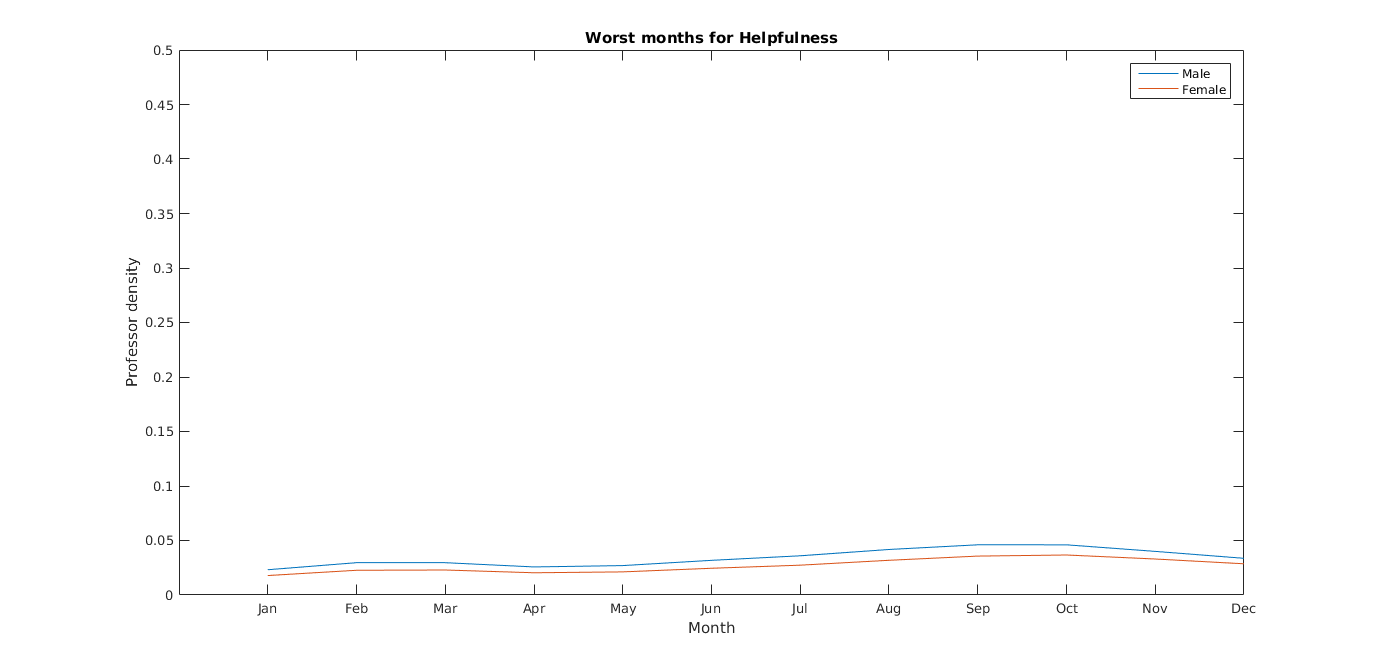 Worst months for Helpfulness
Male
Female
0.5
0.45
0.4
0.35
0.3
0.25
0.2
0.15
0.1
0.05
0
Professor density
Jan Feb Mar Apr May Jun Jul Aug Sep Oct Nov Dec
Month